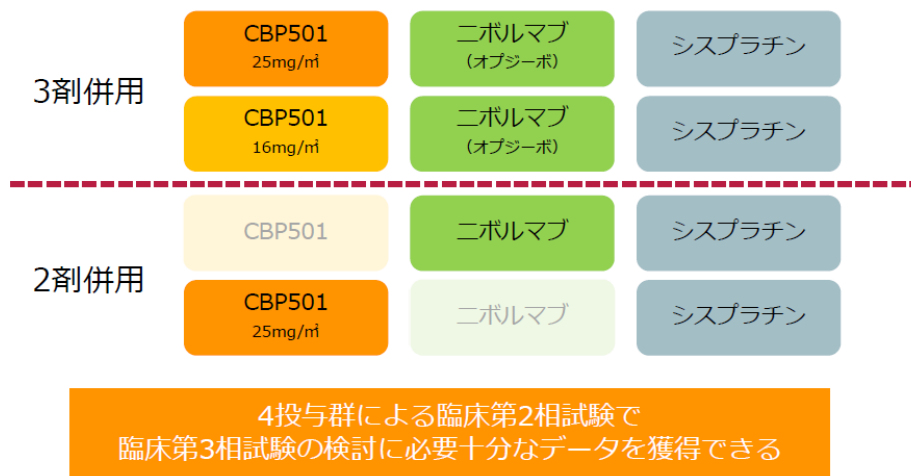 3剤併用
CBP501
25mg/㎡
ニボルマブ
（オプジーボ）
シスプラチン
CBP501
16mg/㎡
ニボルマブ
（オプジーボ）
シスプラチン
2剤併用
CBP501
ニボルマブ
シスプラチン
CBP501
25mg/㎡
ニボルマブ
シスプラチン
4投与群による臨床第2相試験で
臨床第3相試験の検討に必要十分なデータを獲得できる